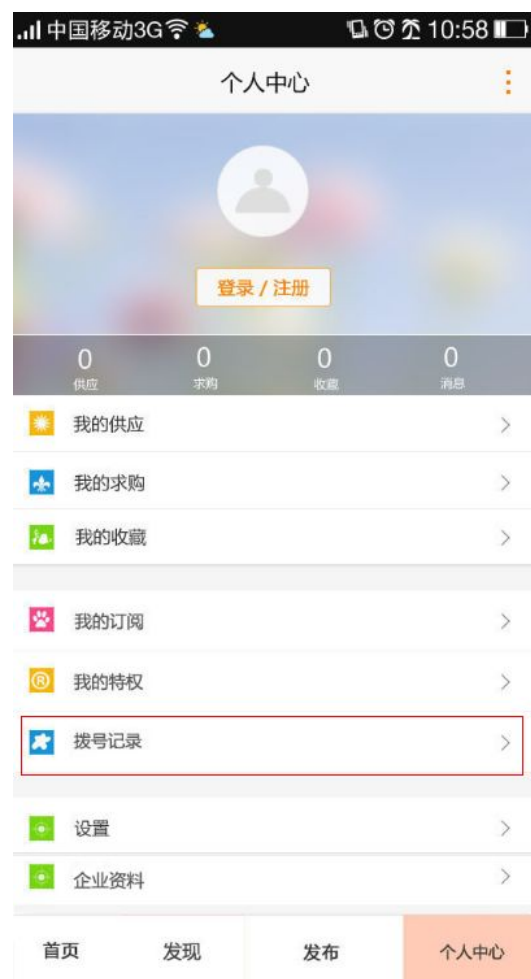 中国移动3G 10:58
个人中心
登录 / 注册
0 0 0 0
供应 求购 收藏 消息
我的供应
我的求购
我的收藏
我的订阅
我的特权
拨号记录
设置
企业资料
首页 发现 发布 个人中心